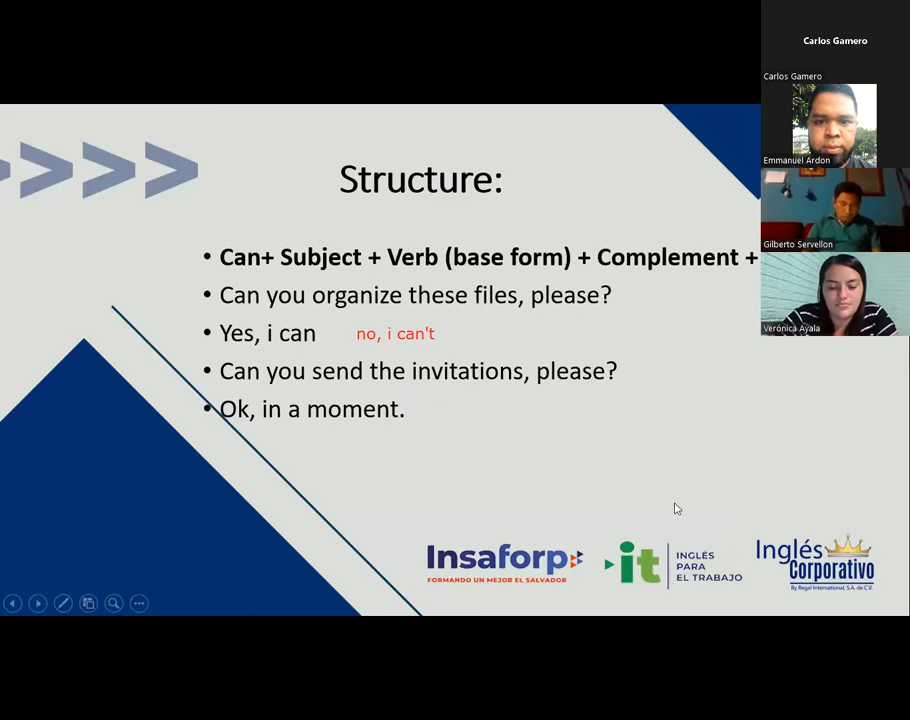 Carlos Gamero
Carlos Gamero
Emmanuel Ardon
Gilberto Servellon
Verónica Ayala
Structure:
• Can+ Subject + Verb (base form) + Complement +
• Can you organize these files, please?
• Yes, i can no, i can't
• Can you send the invitations, please?
• Ok, in a moment.
Insaforp
FORMANDO UN MEJOR EL SALVADOR
it
INGLÉS
PARA
EL TRABAJO
Inglés
Corporativo
By Regal International, S.A. de C.V.